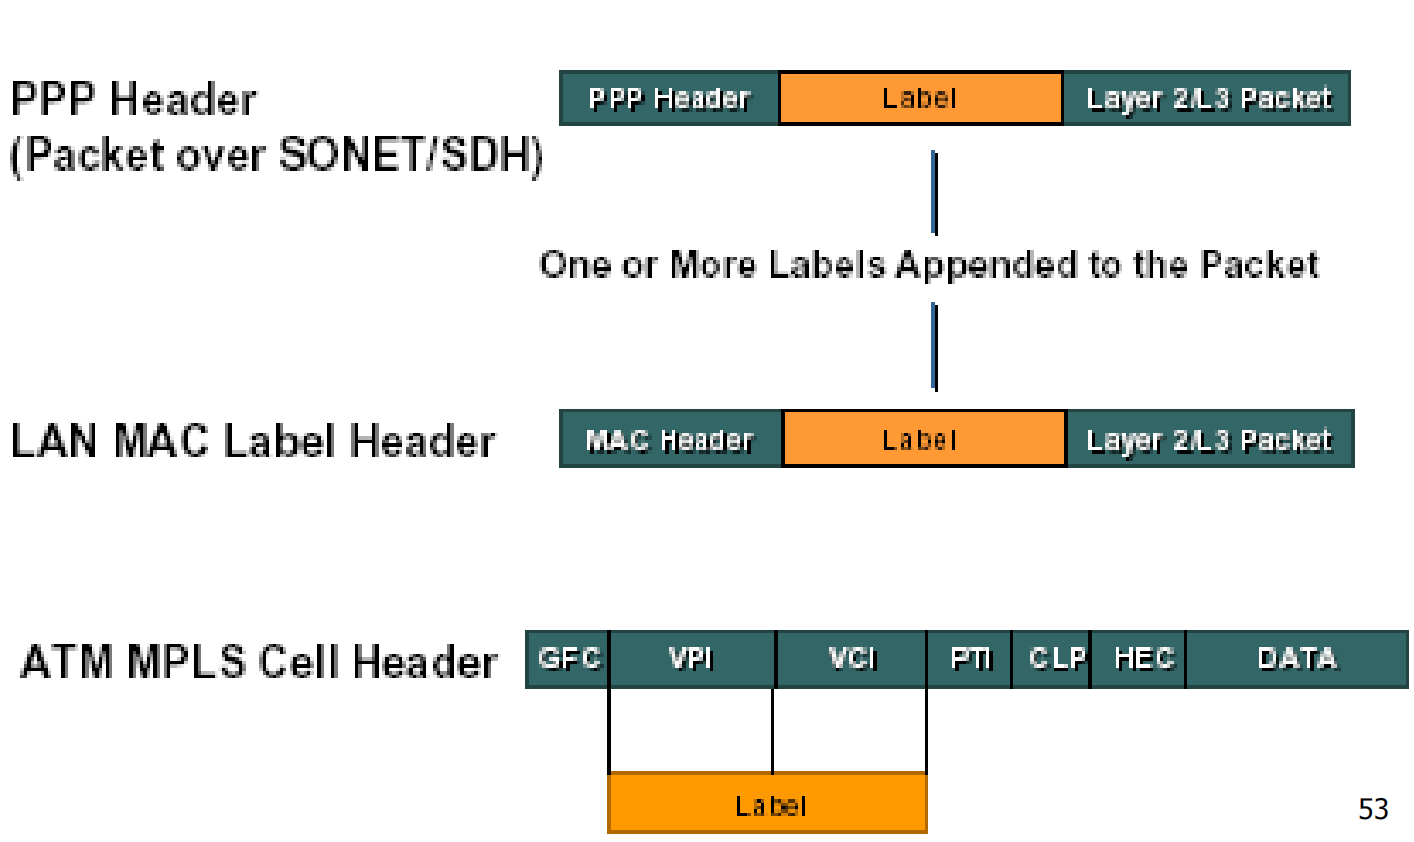 PPP Header
(Packet over SONET/SDH)
PPP Header Label Layer 2/L3 Packet
One or More Labels Appended to the Packet
LAN MAC Label Header
MAC Header Label Layer 2/L3 Packet
ATM MPLS Cell Header
GFC VPI VCI PTI CLP HEC DATA
Label
53